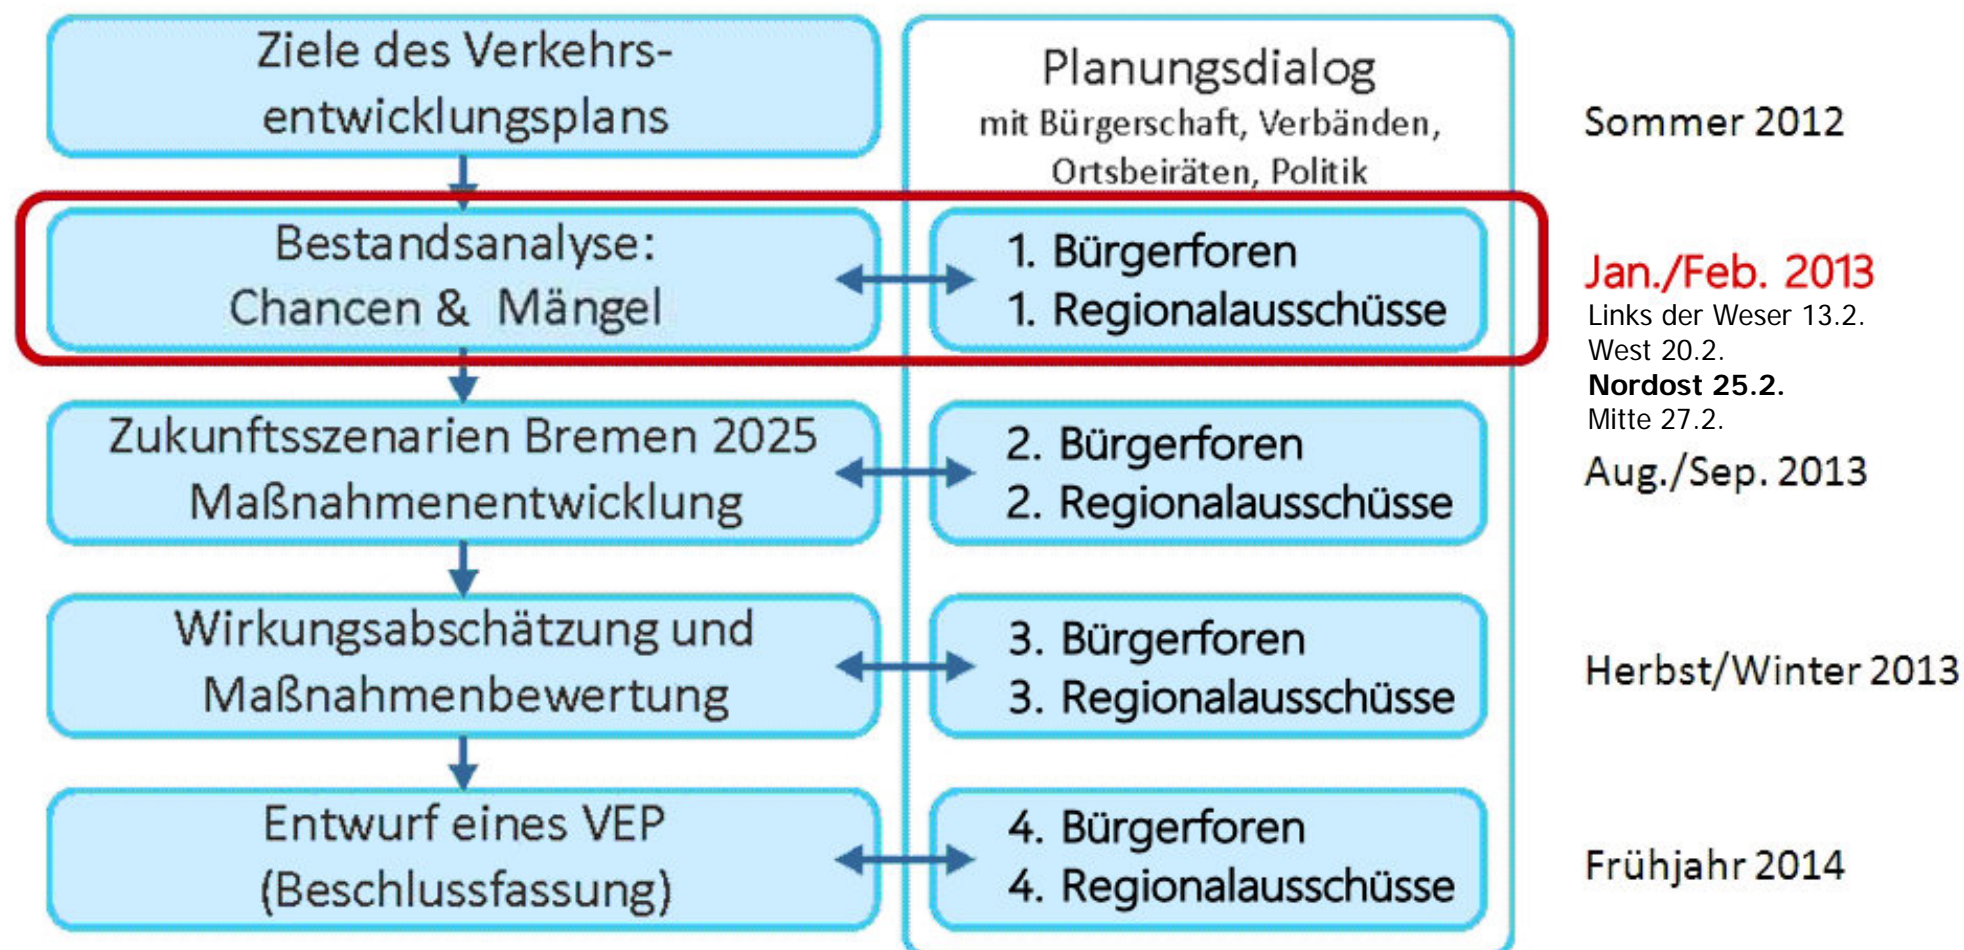 Ziele des Verkehrs-
entwicklungsplans
Planungsdialog
mit Bürgerschaft, Verbänden,
Ortsbeiräten, Politik
Sommer 2012
Bestandsanalyse:
Chancen & Mängel
1. Bürgerforen
1. Regionalausschüsse
Jan./Feb. 2013
Links der Weser 13.2.
West 20.2.
Nordost 25.2.
Mitte 27.2.
Zukunftsszenarien Bremen 2025
Maßnahmenentwicklung
2. Bürgerforen
2. Regionalausschüsse
Aug./Sep. 2013
Wirkungsabschätzung und
Maßnahmenbewertung
3. Bürgerforen
3. Regionalausschüsse
Herbst/Winter 2013
Entwurf eines VEP
(Beschlussfassung)
4. Bürgerforen
4. Regionalausschüsse
Frühjahr 2014